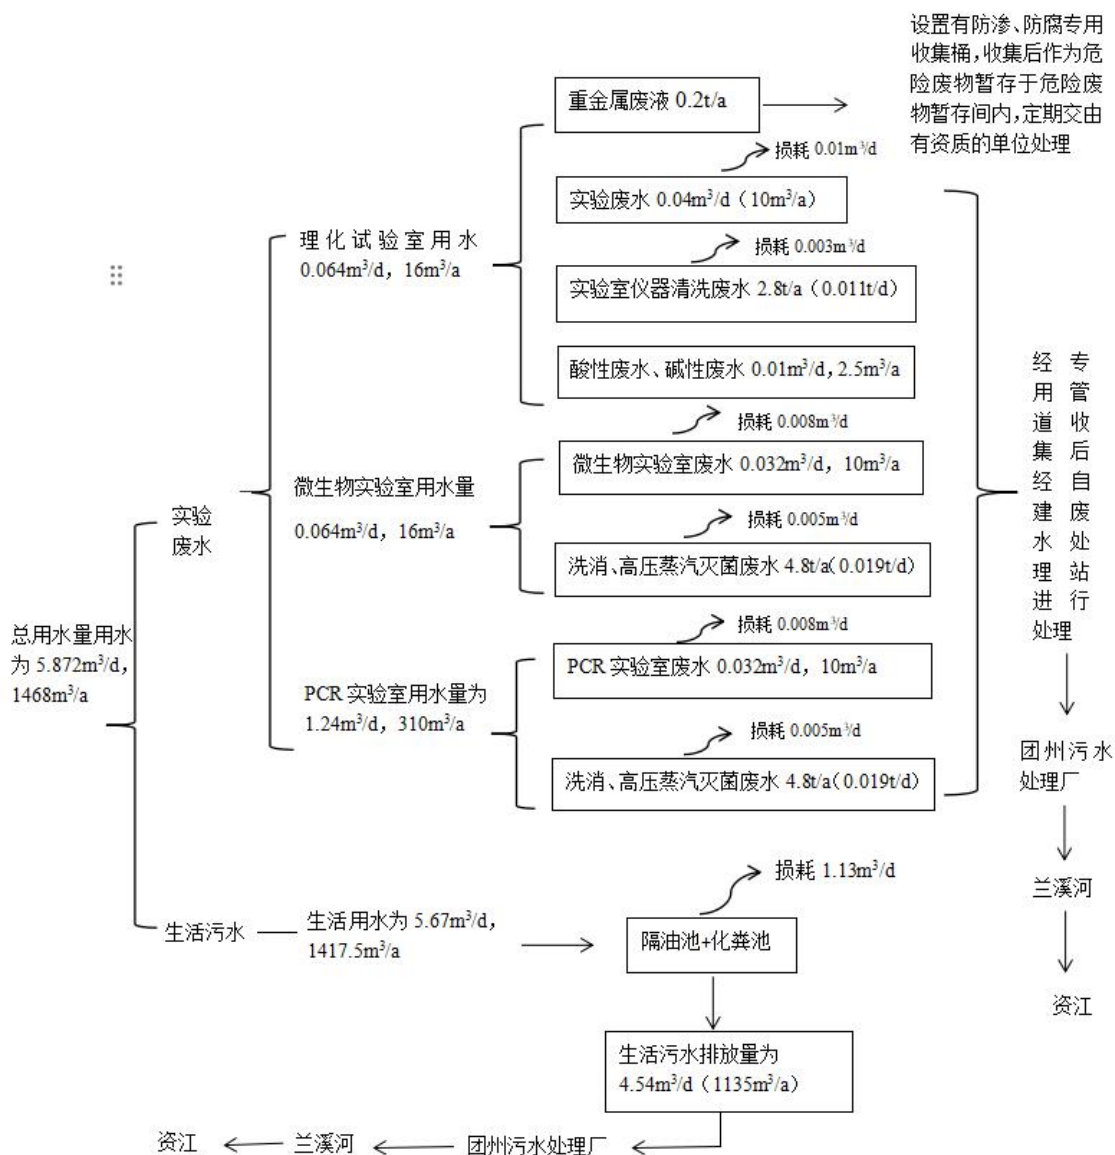 设置有防渗、防腐专用
收集桶，收集后作为危
险废物暂存于危险废
物暂存间内，定期交由
有资质的单位处理
重金属废液 0.2t/a
损耗 0.01m³/d
实验废水 0.04m³/d（10m³/a）
理化试验室用水
0.064m³/d，16m³/a
损耗 0.003m³/d
实验室仪器清洗废水 2.8t/a（0.011t/d）
酸性废水、碱性废水 0.01m³/d，2.5m³/a
损耗 0.008m³/d
微生物实验室废水 0.032m³/d，10m³/a
微生物实验室用水量
0.064m³/d，16m³/a
损耗 0.005m³/d
洗消、高压蒸汽灭菌废水 4.8t/a（0.019t/d）
实验
废水
损耗 0.008m³/d
PCR 实验室废水 0.032m³/d，10m³/a
PCR 实验室用水量为
1.24m³/d，310m³/a
损耗 0.005m³/d
洗消、高压蒸汽灭菌废水 4.8t/a（0.019t/d）
总用水量用水
为 5.872m³/d，
1468m³/a
经专
用管
道收
集后
经自
建废
水处
理站
进行
处理
团州污水
处理厂
兰溪河
资江
损耗 1.13m³/d
生活污水
生活用水为 5.67m³/d，
1417.5m³/a
隔油池+化粪池
生活污水排放量为
4.54m³/d（1135m³/a）
资江
兰溪河
团州污水处理厂